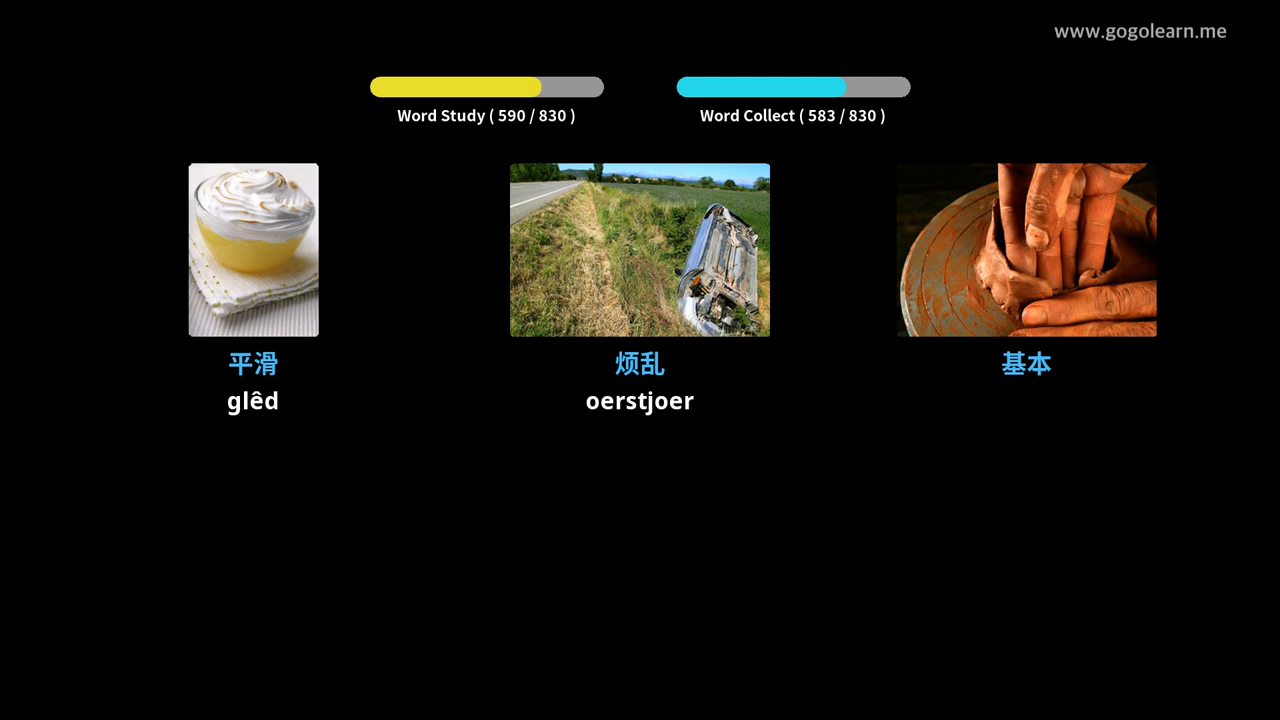 www.gogolearn.me
Word Study ( 590 / 830 )
Word Collect ( 583 / 830 )
平滑
glêd
烦乱
oerstjoer
基本